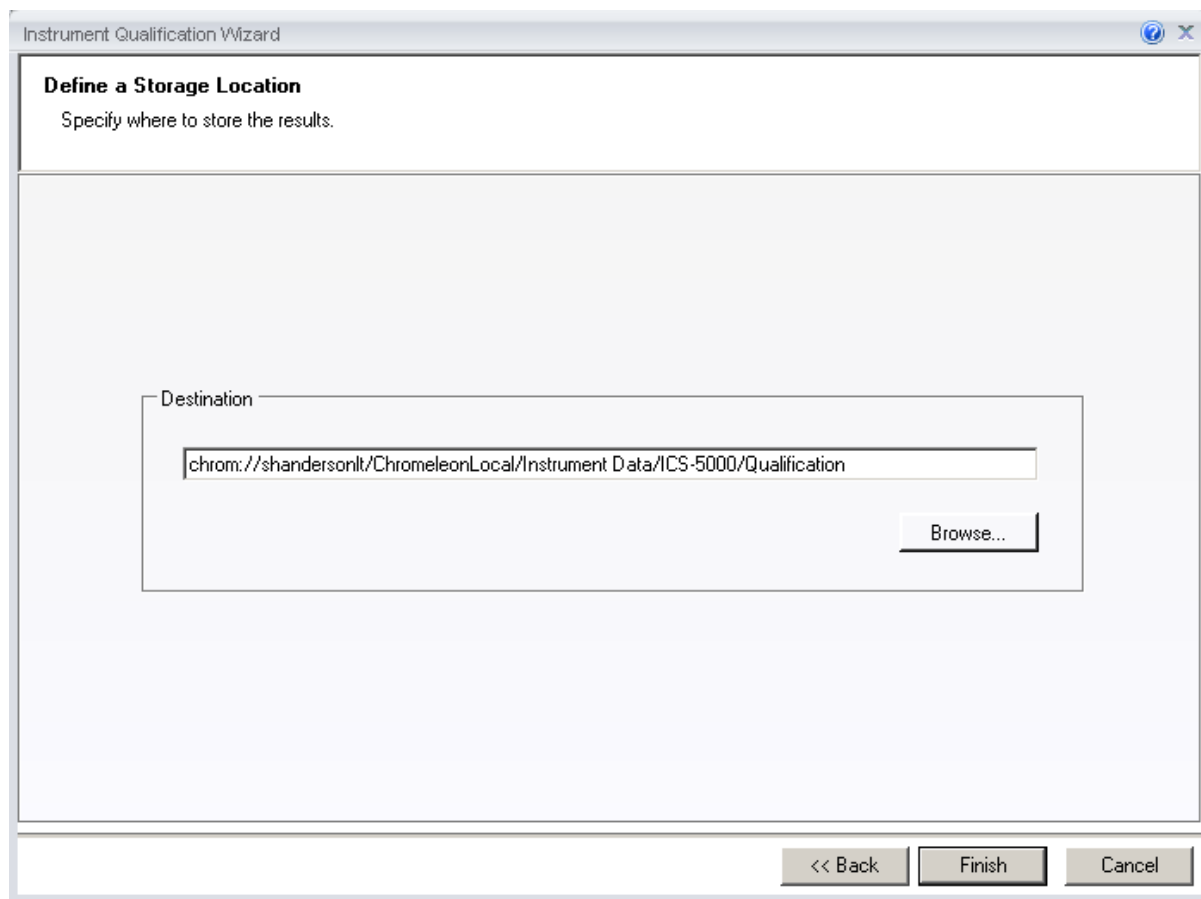 Instrument Qualification Wizard
Define a Storage Location
Specify where to store the results.
Destination
chrom://shandersonlt/ChromeleonLocal/Instrument Data/ICS-5000/Qualification
Browse...
<< Back Finish Cancel